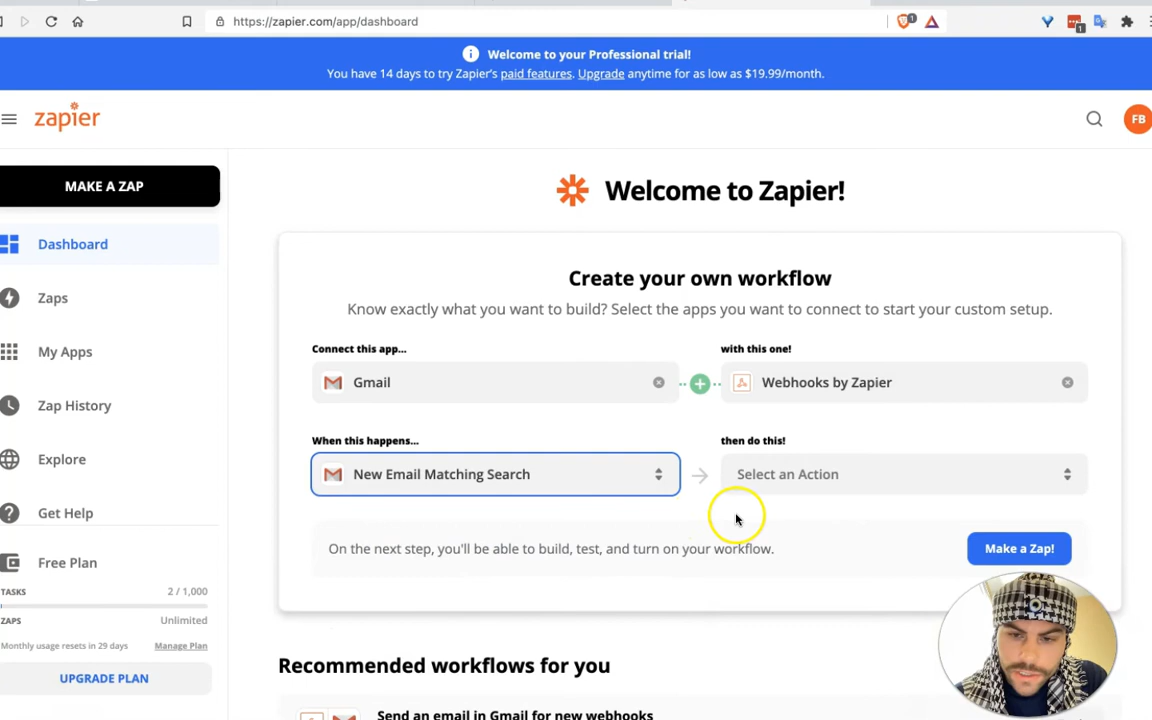 https://zapier.com/app/dashboard
1
1
Welcome to your Professional trial!
You have 14 days to try Zapier's paid features. Upgrade anytime for as low as $19.99/month.
zapier
FB
MAKE A ZAP
Dashboard
Zaps
My Apps
Zap History
Explore
Get Help
Free Plan
TASKS 2 / 1,000
ZAPS Unlimited
Monthly usage resets in 29 days Manage Plan
UPGRADE PLAN
Welcome to Zapier!
Create your own workflow
Know exactly what you want to build? Select the apps you want to connect to start your custom setup.
Connect this app... with this one!
Gmail Webhooks by Zapier
When this happens... then do this!
New Email Matching Search Select an Action
On the next step, you'll be able to build, test, and turn on your workflow. Make a Zap!
Recommended workflows for you
Send an email in Gmail for new webhooks